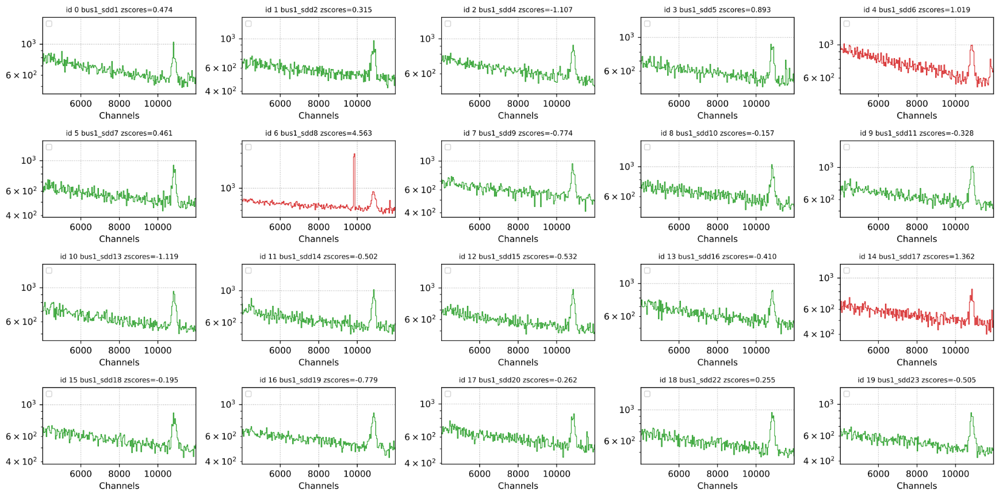 id 0 bus1_sdd1 zscores=0.474
10³
6 × 10²
6000 8000 10000
Channels
id 1 bus1_sdd2 zscores=0.315
10³
6 × 10²
4 × 10²
6000 8000 10000
Channels
id 2 bus1_sdd4 zscores=-1.107
10³
6 × 10²
6000 8000 10000
Channels
id 3 bus1_sdd5 zscores=0.893
10³
6 × 10²
6000 8000 10000
Channels
id 4 bus1_sdd6 zscores=1.019
10³
6 × 10²
6000 8000 10000
Channels
id 5 bus1_sdd7 zscores=0.461
10³
6 × 10²
4 × 10²
6000 8000 10000
Channels
id 6 bus1_sdd8 zscores=4.563
10³
6000 8000 10000
Channels
id 7 bus1_sdd9 zscores=-0.774
10³
6 × 10²
4 × 10²
6000 8000 10000
Channels
id 8 bus1_sdd10 zscores=-0.157
10³
6 × 10²
6000 8000 10000
Channels
id 9 bus1_sdd11 zscores=-0.328
10³
6 × 10²
6000 8000 10000
Channels
id 10 bus1_sdd13 zscores=-1.119
10³
6 × 10²
6000 8000 10000
Channels
id 11 bus1_sdd14 zscores=-0.502
10³
6 × 10²
6000 8000 10000
Channels
id 12 bus1_sdd15 zscores=-0.532
10³
6 × 10²
6000 8000 10000
Channels
id 13 bus1_sdd16 zscores=-0.410
10³
6 × 10²
6000 8000 10000
Channels
id 14 bus1_sdd17 zscores=1.362
10³
6 × 10²
4 × 10²
6000 8000 10000
Channels
id 15 bus1_sdd18 zscores=-0.195
10³
6 × 10²
4 × 10²
6000 8000 10000
Channels
id 16 bus1_sdd19 zscores=-0.779
10³
6 × 10²
4 × 10²
6000 8000 10000
Channels
id 17 bus1_sdd20 zscores=-0.262
10³
6 × 10²
4 × 10²
6000 8000 10000
Channels
id 18 bus1_sdd22 zscores=0.255
10³
6 × 10²
6000 8000 10000
Channels
id 19 bus1_sdd23 zscores=-0.505
10³
6 × 10²
4 × 10²
6000 8000 10000
Channels